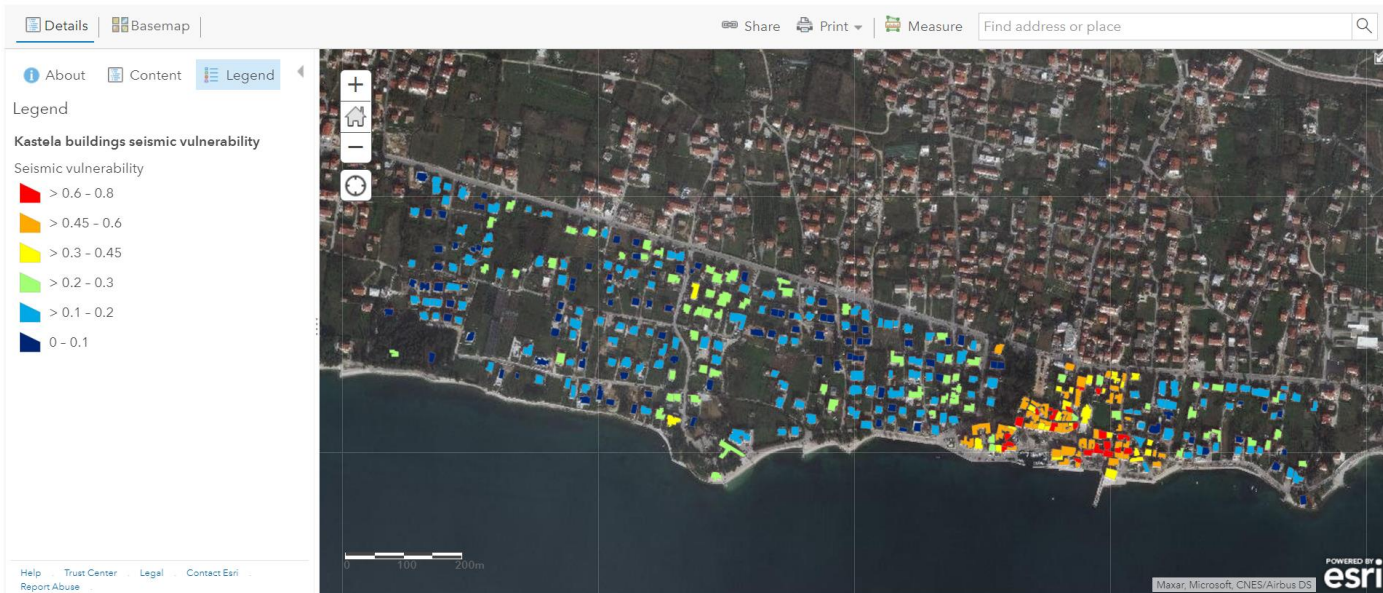 Details
Basemap
Share
Print
Measure
Find address or place
About
Content
Legend
Legend
Kastela buildings seismic vulnerability
Seismic vulnerability
> 0.6 – 0.8
> 0.45 – 0.6
> 0.3 – 0.45
> 0.2 – 0.3
> 0.1 – 0.2
0 – 0.1
0 100 200m
Help Trust Center Legal Contact Esri
Report Abuse
Maxar, Microsoft, CNES/Airbus DS
POWERED BY
esri